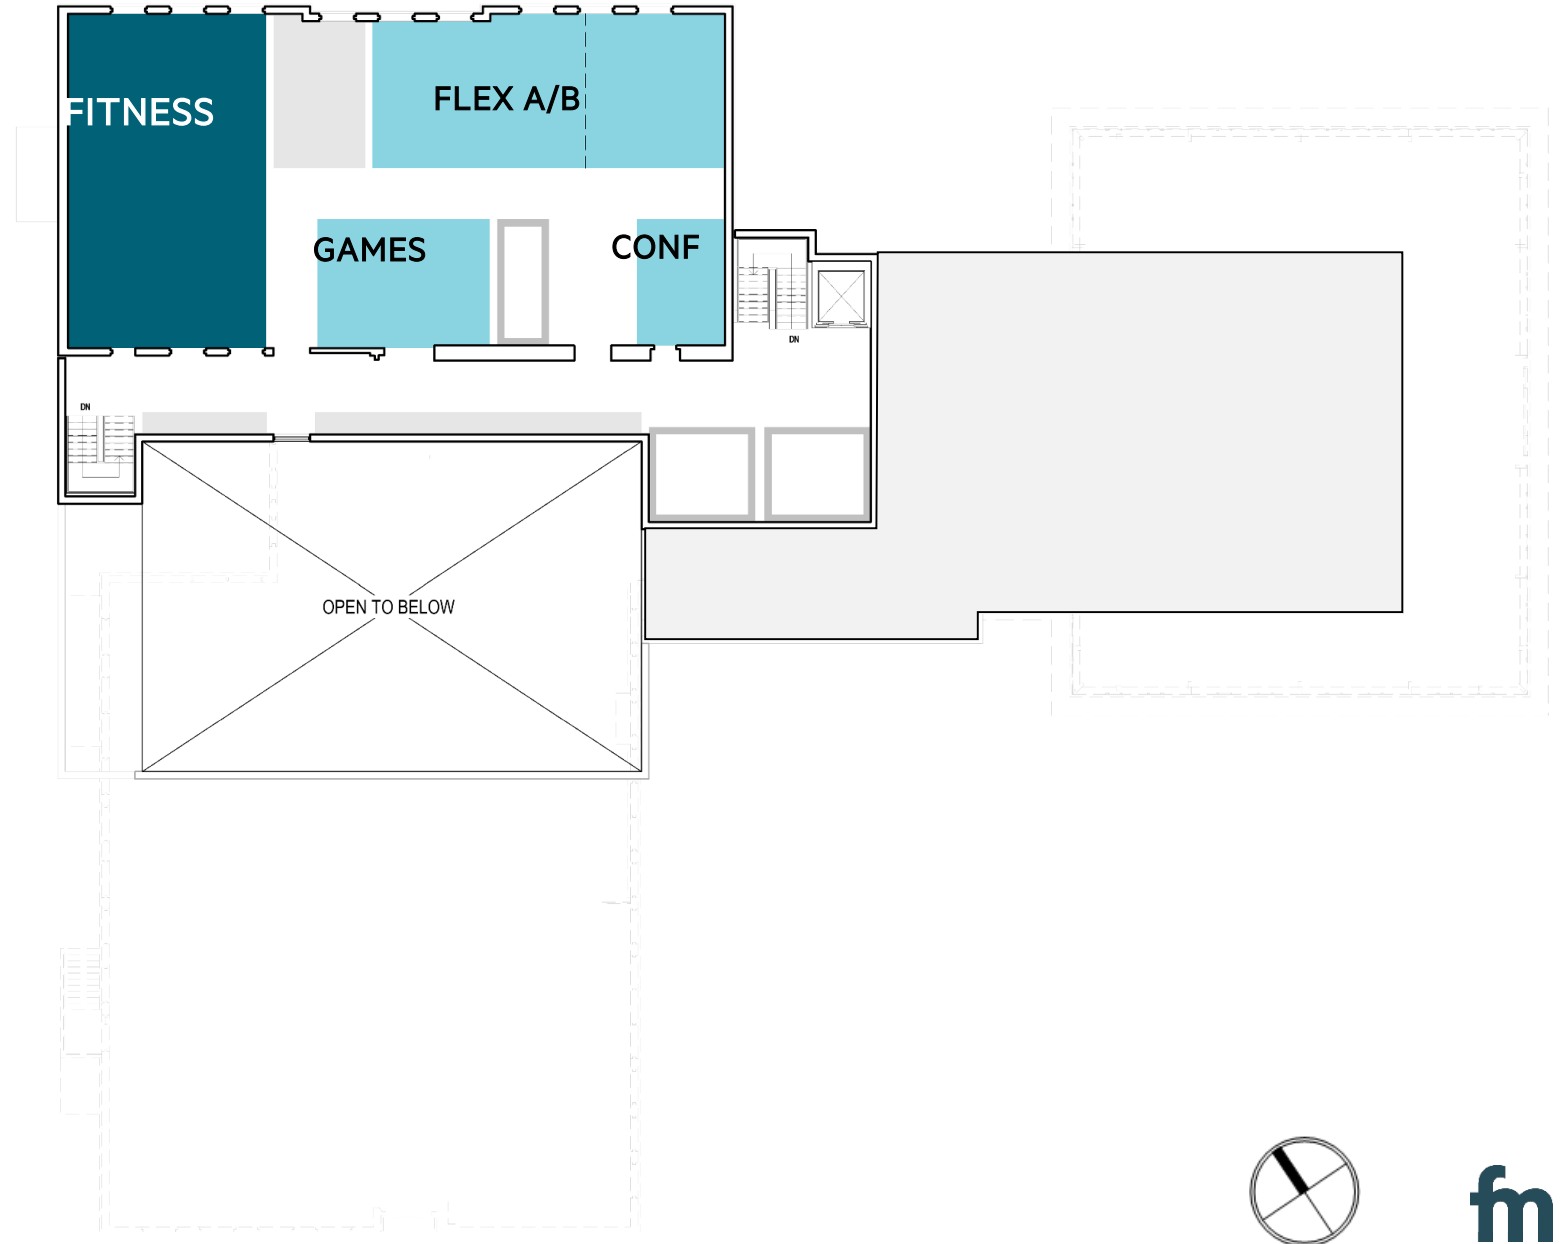 FITNESS
FLEX A/B
GAMES
CONF
DN
DN
OPEN TO BELOW
fm